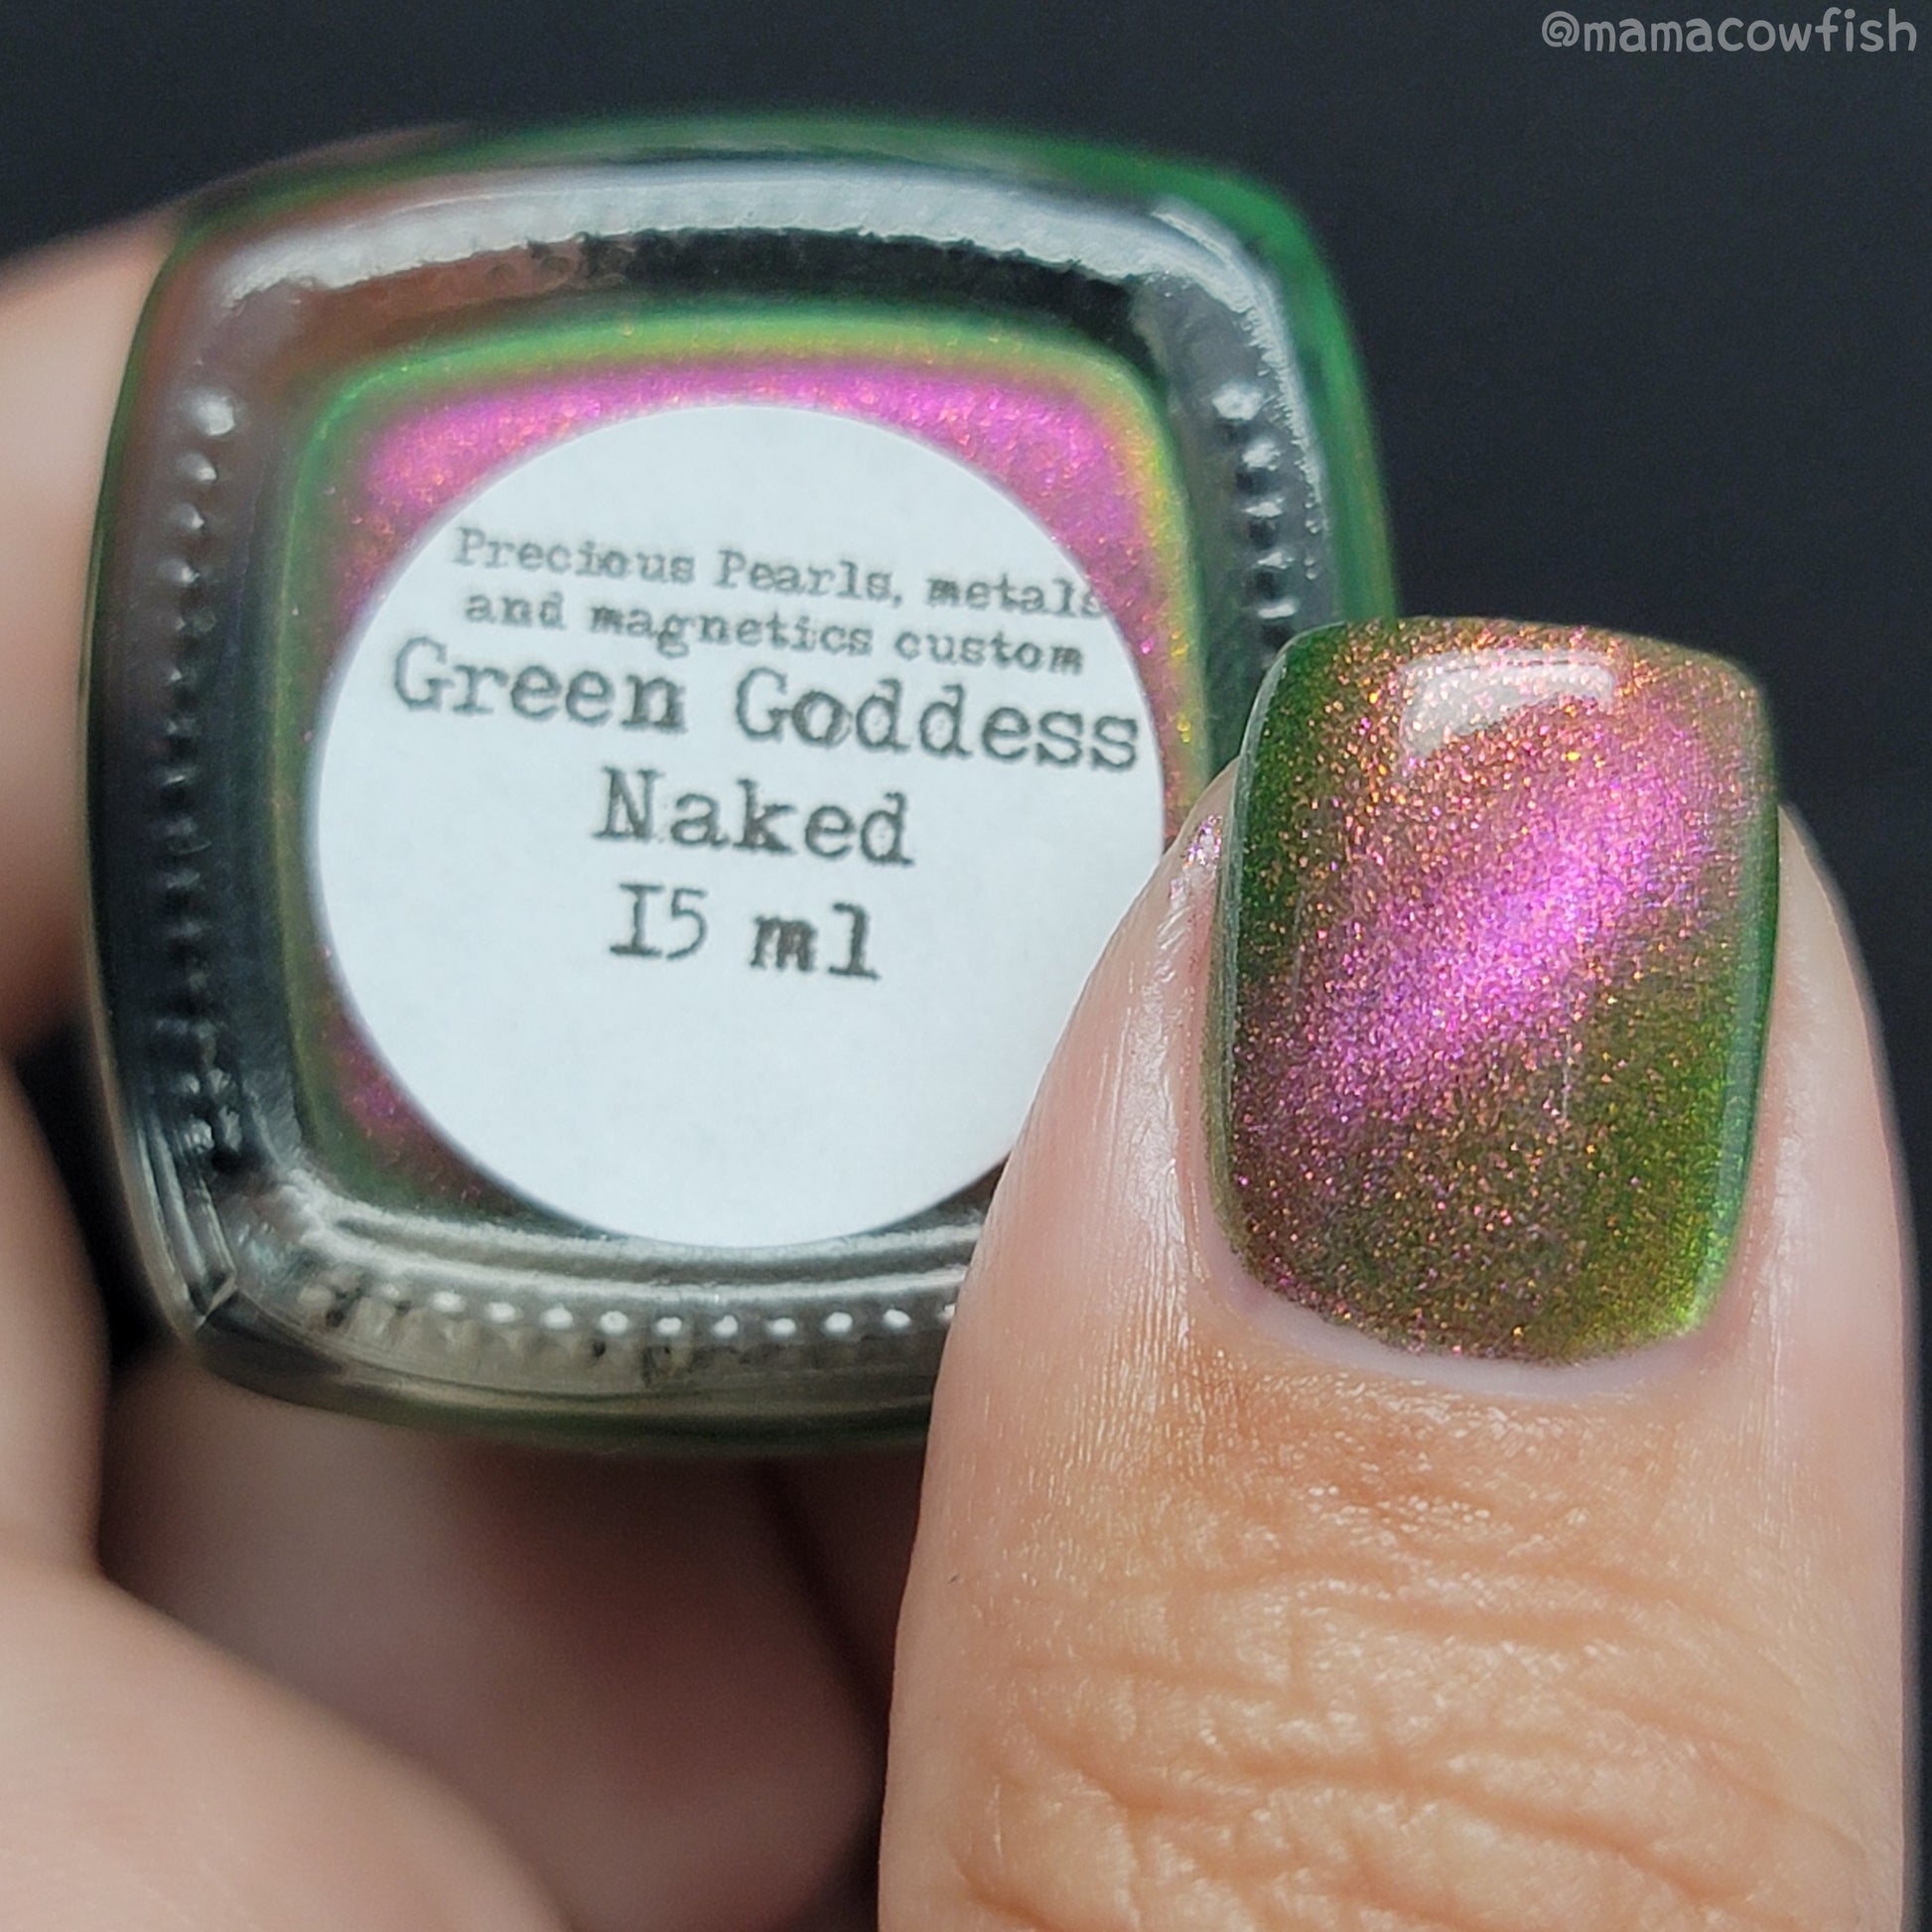 @mamacowfish
Precious Pearls, metals
and magnetics custom
Green Goddess
Naked
15 ml